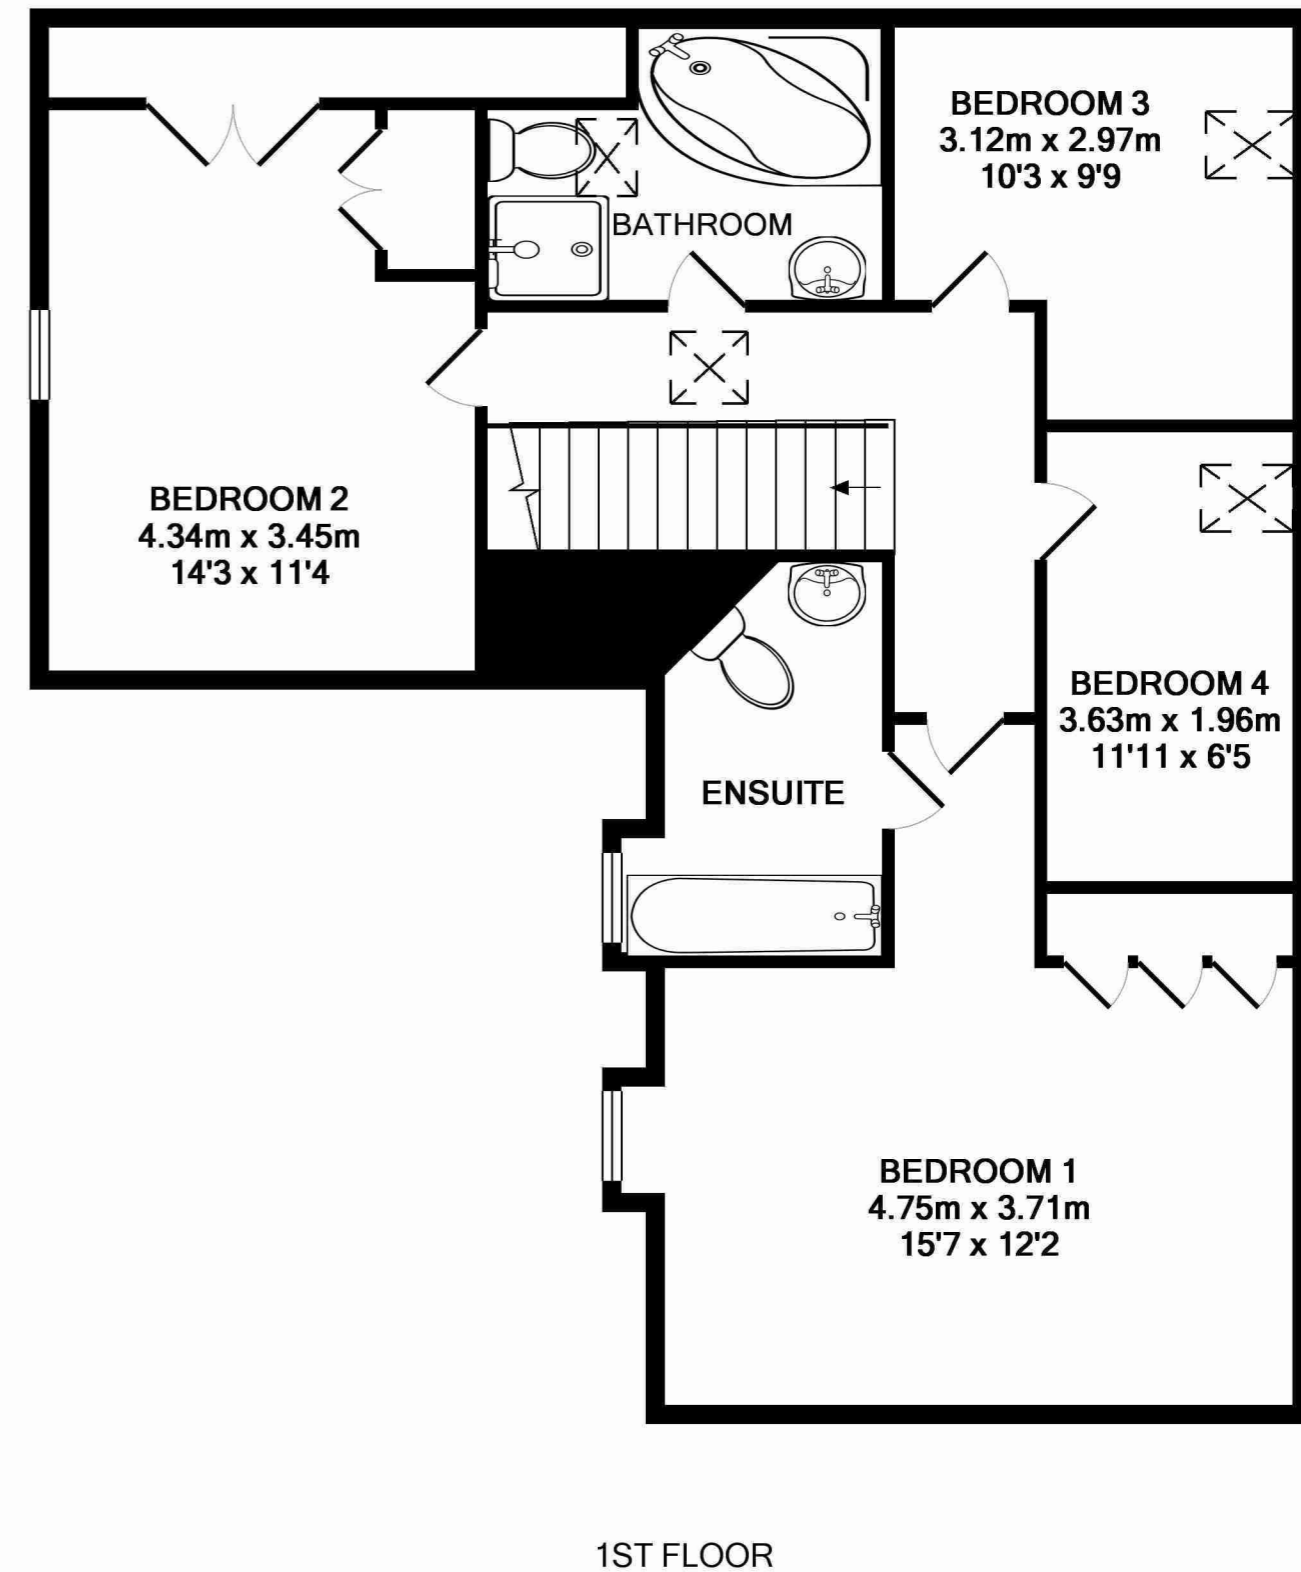 BEDROOM 3
3.12m x 2.97m
10'3 x 9'9
BATHROOM
BEDROOM 2
4.34m x 3.45m
14'3 x 11'4
BEDROOM 4
3.63m x 1.96m
11'11 x 6'5
ENSUITE
BEDROOM 1
4.75m x 3.71m
15'7 x 12'2
1ST FLOOR